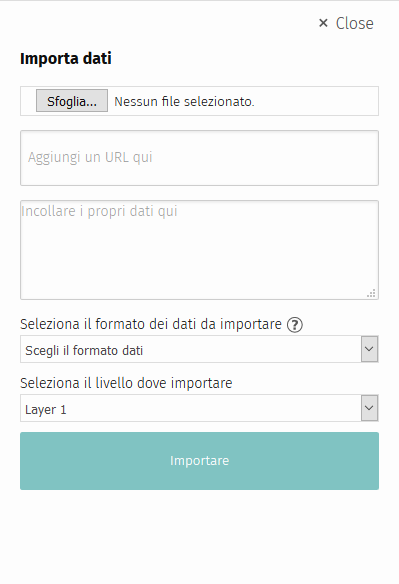 × Close
Importa dati
Sfoglia... Nessun file selezionato.
Aggiungi un URL qui
Incollare i propri dati qui
Seleziona il formato dei dati da importare ?
Scegli il formato dati
Seleziona il livello dove importare
Layer 1
Importare